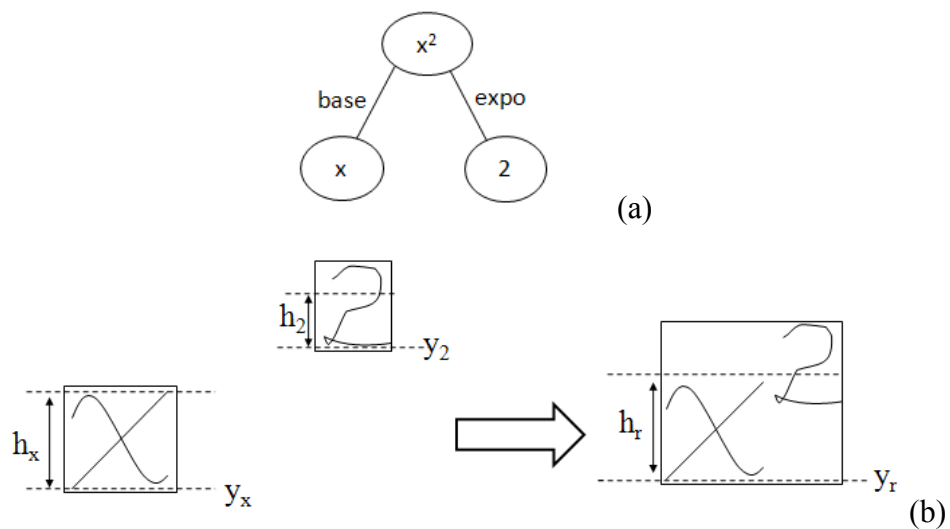 x²
base expo
x 2
(a)
h₂ y₂
hₓ yₓ
hᵣ yᵣ
(b)